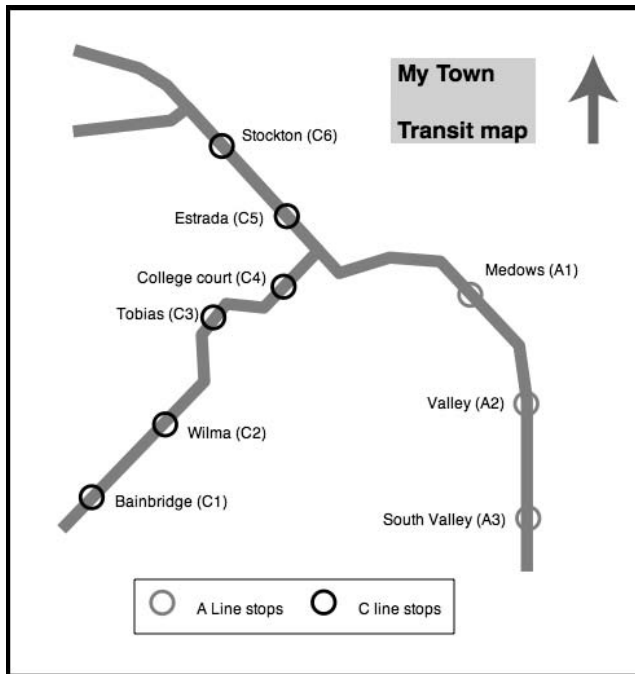 My Town
Transit map
Stockton (C6)
Estrada (C5)
College court (C4)
Medows (A1)
Tobias (C3)
Valley (A2)
Wilma (C2)
Bainbridge (C1)
South Valley (A3)
A Line stops
C line stops